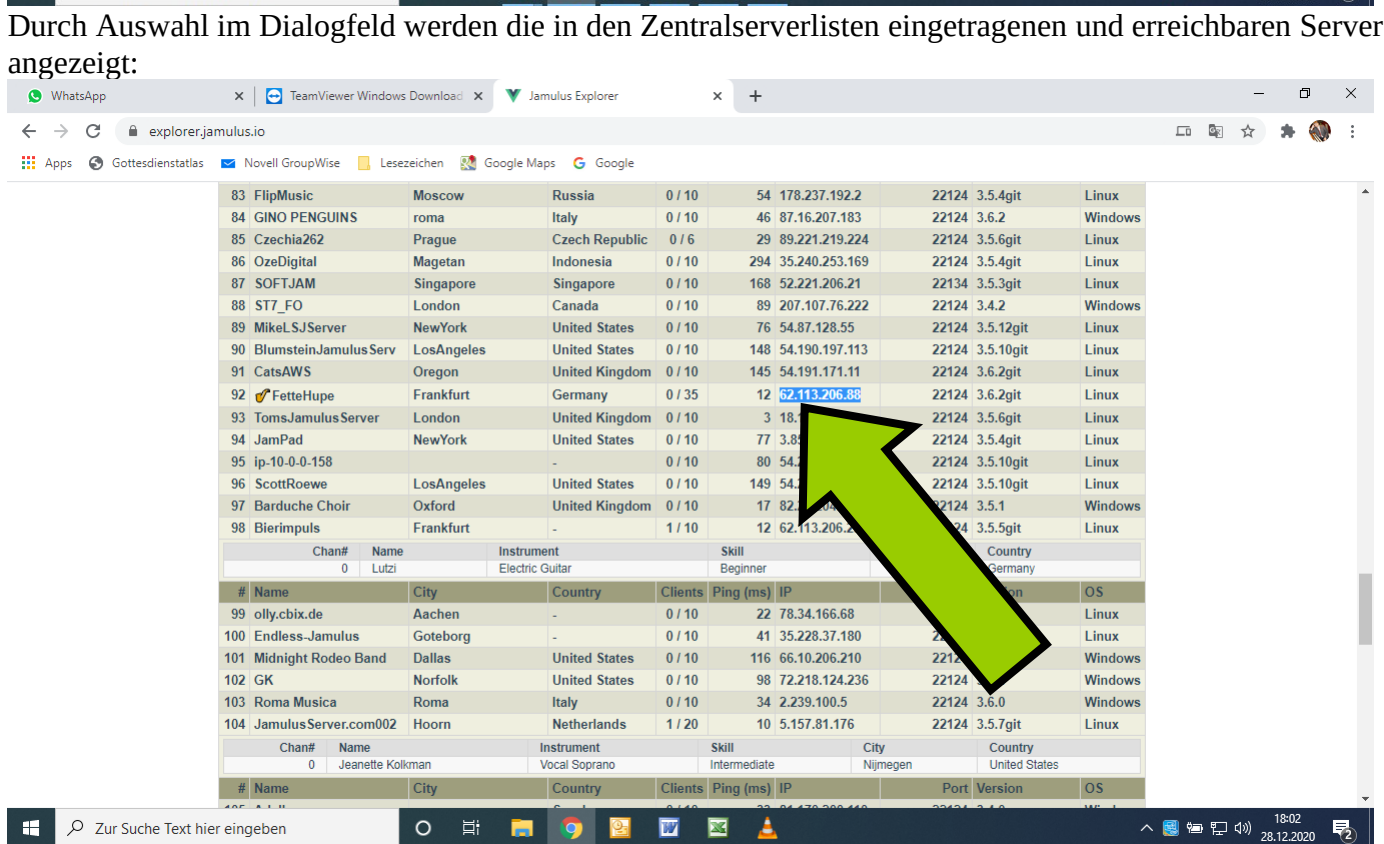 Durch Auswahl im Dialogfeld werden die in den Zentralserverlisten eingetragenen und erreichbaren Server
angezeigt:
WhatsApp TeamViewer Windows Download Jamulus Explorer
explorer.jamulus.io
Apps Gottesdienstatlas Novell GroupWise Lesezeichen Google Maps Google
83 FlipMusic Moscow Russia 0 / 10 54 178.237.192.2 22124 3.5.4git Linux
84 GINO PENGUINS roma Italy 0 / 10 46 87.16.207.183 22124 3.6.2 Windows
85 Czechia262 Prague Czech Republic 0 / 6 29 89.221.219.224 22124 3.5.6git Linux
86 OzeDigital Magetan Indonesia 0 / 10 294 35.240.253.169 22124 3.5.4git Linux
87 SOFTJAM Singapore Singapore 0 / 10 168 52.221.206.21 22134 3.5.3git Linux
88 ST7_FO London Canada 0 / 10 89 207.107.76.222 22124 3.4.2 Windows
89 MikeLSJServer NewYork United States 0 / 10 76 54.87.128.55 22124 3.5.12git Linux
90 BlumsteinJamulusServ LosAngeles United States 0 / 10 148 54.190.197.113 22124 3.5.10git Linux
91 CatsAWS Oregon United Kingdom 0 / 10 145 54.191.171.11 22124 3.6.2git Linux
92 FetteHupe Frankfurt Germany 0 / 35 12 62.113.206.88 22124 3.6.2git Linux
93 TomsJamulusServer London United Kingdom 0 / 10 3 22124 3.5.6git Linux
94 JamPad NewYork United States 0 / 10 77 22124 3.5.4git Linux
95 ip-10-0-0-158 - 0 / 10 80 22124 3.5.10git Linux
96 ScottRoewe LosAngeles United States 0 / 10 149 22124 3.5.10git Linux
97 Barduche Choir Oxford United Kingdom 0 / 10 17 3.5.1 Windows
98 Bierimpuls Frankfurt - 1 / 10 12 3.5.5git Linux
Chan# Name Instrument Skill Country
0 Lutzi Electric Guitar Beginner Germany
# Name City Country Clients Ping (ms) IP OS
99 olly.cbix.de Aachen - 0 / 10 22 78.34.166.68 Linux
100 Endless-Jamulus Goteborg - 0 / 10 41 35.228.37.180 Linux
101 Midnight Rodeo Band Dallas United States 0 / 10 116 66.10.206.210 Windows
102 GK Norfolk United States 0 / 10 98 72.218.124.236 22124 Windows
103 Roma Musica Roma Italy 0 / 10 34 2.239.100.5 22124 3.6.0 Windows
104 JamulusServer.com002 Hoorn Netherlands 1 / 20 10 5.157.81.176 22124 3.5.7git Linux
Chan# Name Instrument Skill City Country
0 Jeanette Kolkman Vocal Soprano Intermediate Nijmegen United States
# Name City Country Clients Ping (ms) IP Port Version OS
Zur Suche Text hier eingeben 18:02
28.12.2020 2